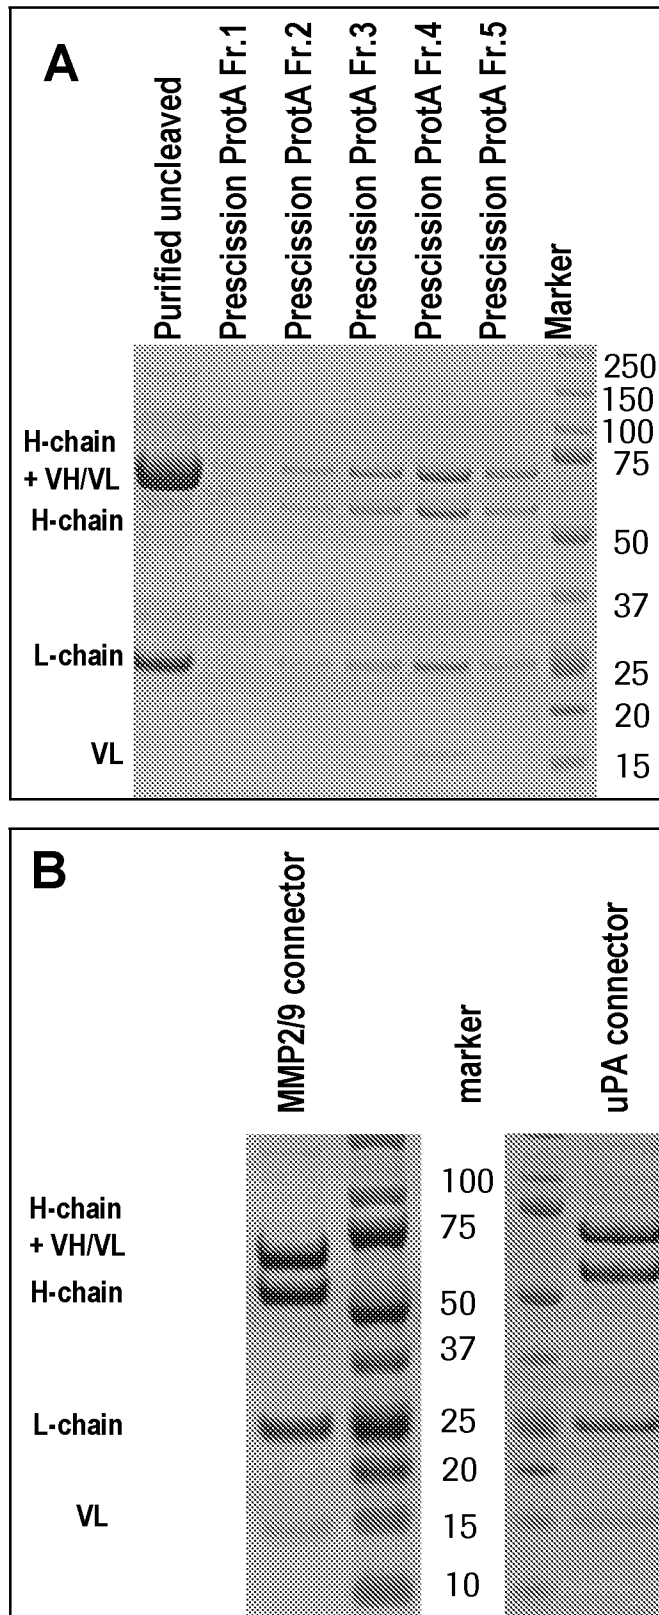 A
Purified uncleaved
Prescission ProtA Fr.1
Prescission ProtA Fr.2
Prescission ProtA Fr.3
Prescission ProtA Fr.4
Prescission ProtA Fr.5
Marker
250
150
100
75
50
37
25
20
15
H-chain
+ VH/VL
H-chain
L-chain
VL
B
MMP2/9 connector
marker
uPA connector
H-chain
+ VH/VL
H-chain
L-chain
VL
100
75
50
37
25
20
15
10